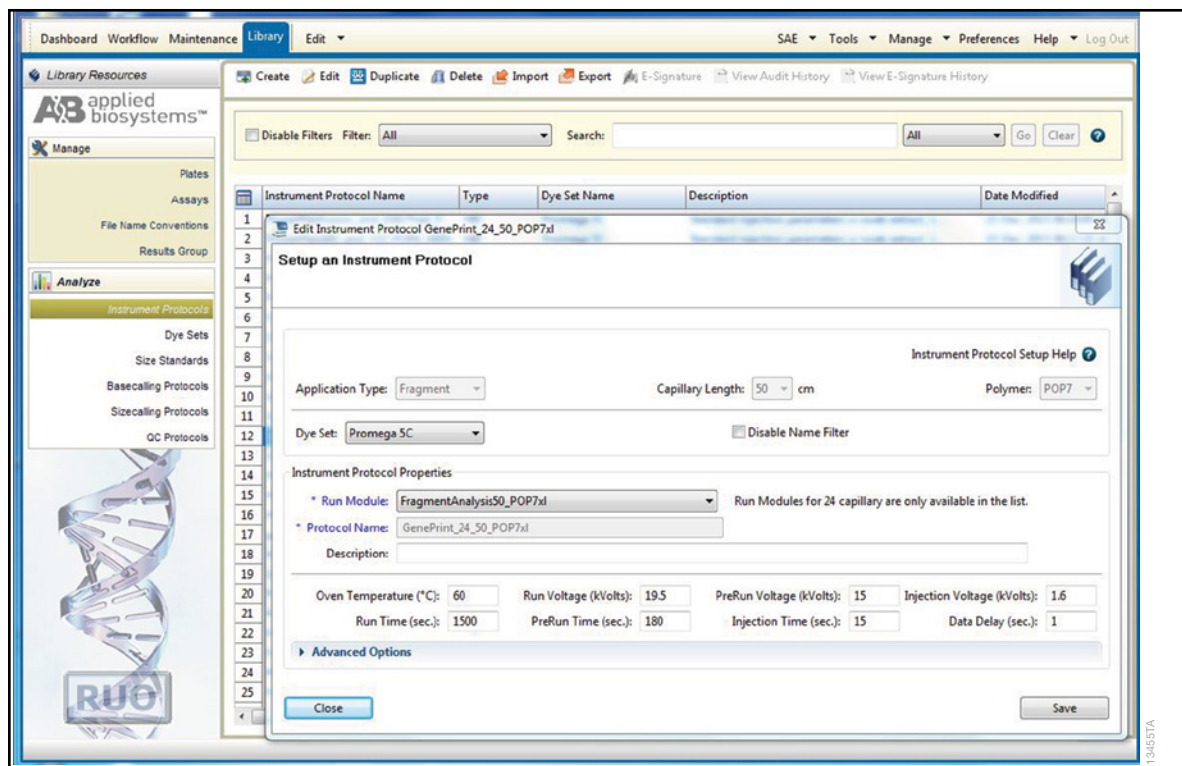 Dashboard Workflow Maintenance Library Edit SAE Tools Manage Preferences Help Log Out
Library Resources
Create Edit Duplicate Delete Import Export E-Signature View Audit History View E-Signature History
AB applied biosystems™
Disable Filters Filter: All Search: All Go Clear
Manage
Plates
Assays
File Name Conventions
Results Group
Analyze
Instrument Protocols
Dye Sets
Size Standards
Basecalling Protocols
Sizecalling Protocols
QC Protocols
RUO
Instrument Protocol Name Type Dye Set Name Description Date Modified
1
2
3
4
5
6
7
8
9
10
11
12
13
14
15
16
17
18
19
20
21
22
23
24
25
Edit Instrument Protocol GenePrint_24_50_POP7xl
Setup an Instrument Protocol
Instrument Protocol Setup Help
Application Type: Fragment Capillary Length: 50 cm Polymer: POP7
Dye Set: Promega 5C Disable Name Filter
Instrument Protocol Properties
* Run Module: FragmentAnalysis50_POP7xl Run Modules for 24 capillary are only available in the list.
* Protocol Name: GenePrint_24_50_POP7xl
Description:
Oven Temperature (°C): 60 Run Voltage (kVolts): 19.5 PreRun Voltage (kVolts): 15 Injection Voltage (kVolts): 1.6
Run Time (sec.): 1500 PreRun Time (sec.): 180 Injection Time (sec.): 15 Data Delay (sec.): 1
Advanced Options
Close Save
13455TA